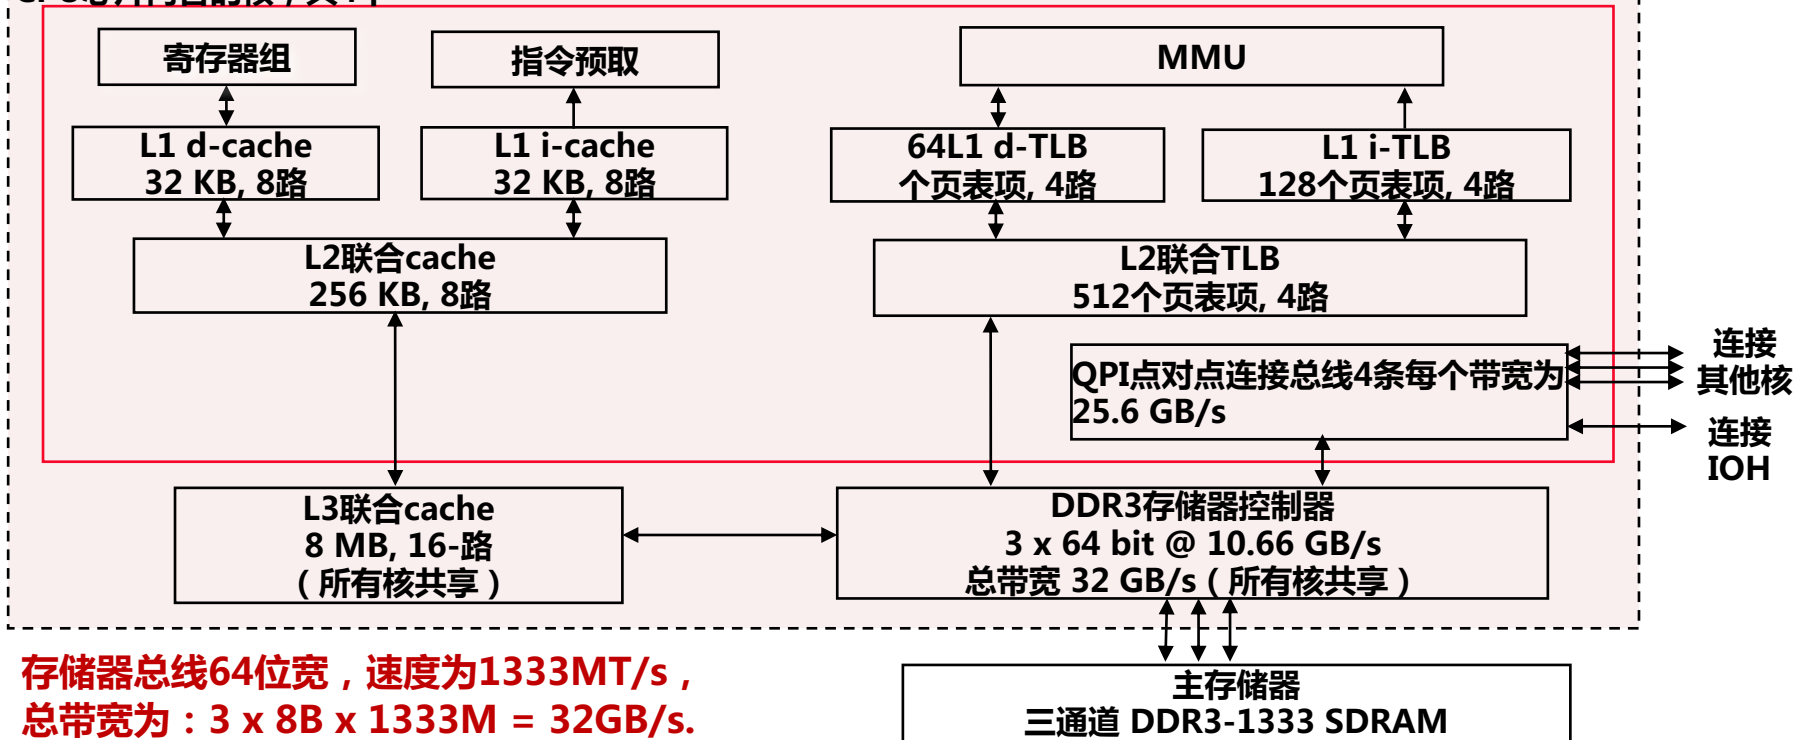 寄存器组
指令预取
MMU
L1 d-cache
32 KB, 8路
L1 i-cache
32 KB, 8路
64L1 d-TLB
个页表项, 4路
L1 i-TLB
128个页表项, 4路
L2联合cache
256 KB, 8路
L2联合TLB
512个页表项, 4路
QPI点对点连接总线4条每个带宽为
25.6 GB/s
连接
其他核
连接
IOH
L3联合cache
8 MB, 16-路
（所有核共享）
DDR3存储器控制器
3 x 64 bit @ 10.66 GB/s
总带宽 32 GB/s（所有核共享）
存储器总线64位宽，速度为1333MT/s，
总带宽为：3 x 8B x 1333M = 32GB/s.
主存储器
三通道 DDR3-1333 SDRAM